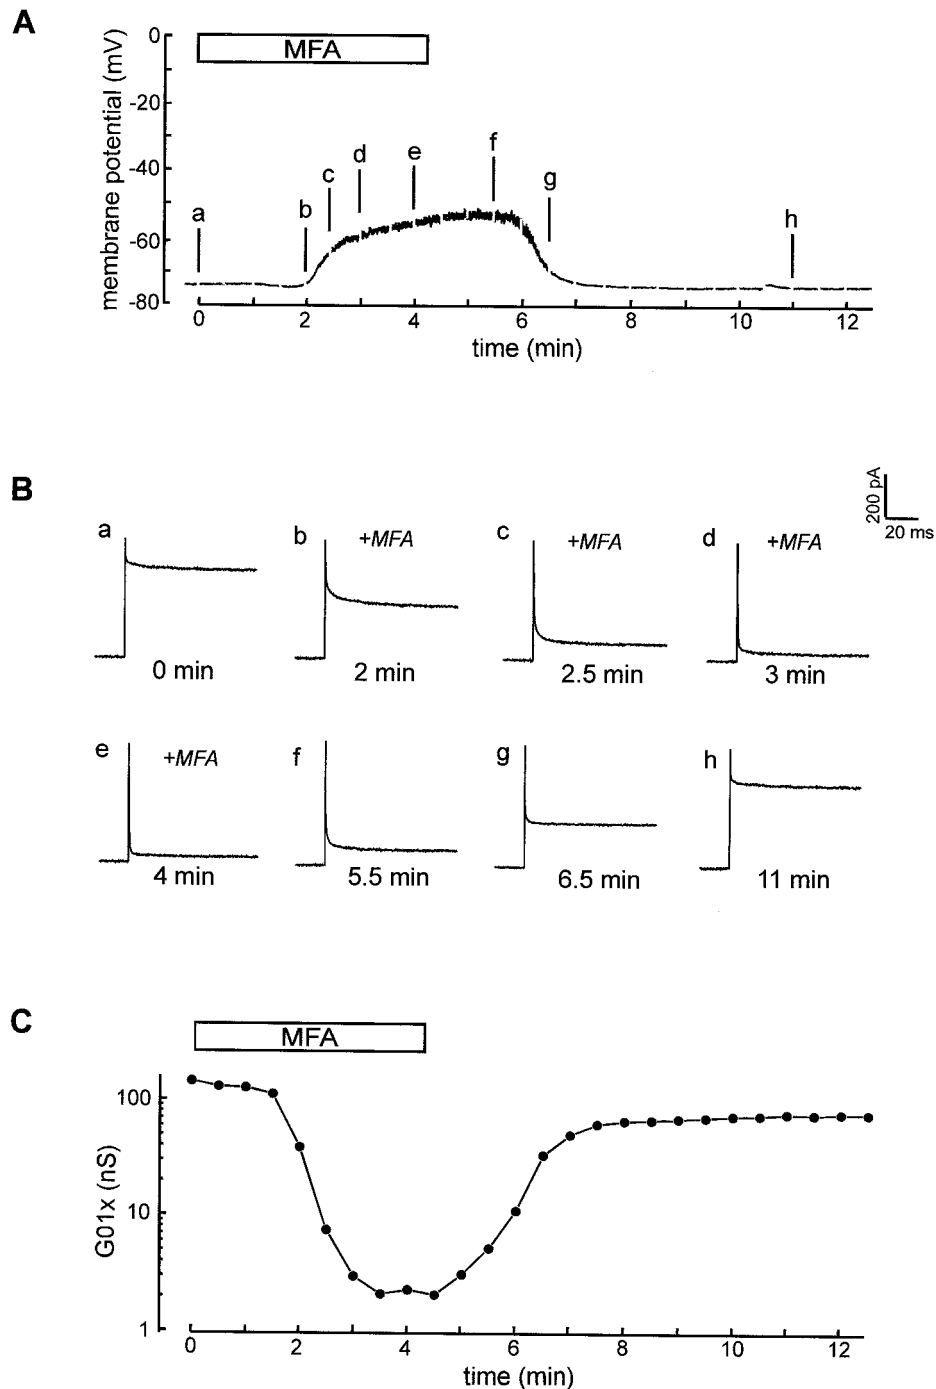 A
membrane potential (mV)
0
-20
-40
-60
-80
MFA
a
b
c
d
e
f
g
h
0 2 4 6 8 10 12
time (min)
B
200 pA
20 ms
a
0 min
b +MFA
2 min
c +MFA
2.5 min
d +MFA
3 min
e +MFA
4 min
f
5.5 min
g
6.5 min
h
11 min
C
MFA
G01x (nS)
100
10
1
0 2 4 6 8 10 12
time (min)